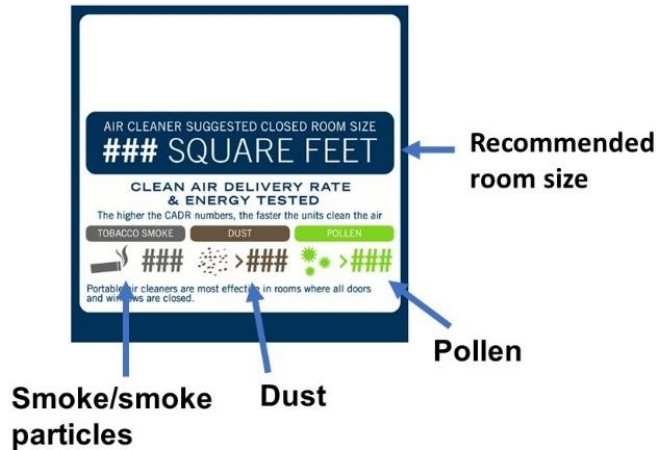 AIR CLEANER SUGGESTED CLOSED ROOM SIZE
### SQUARE FEET
Recommended
room size
CLEAN AIR DELIVERY RATE
& ENERGY TESTED
The higher the CADR numbers, the faster the units clean the air
TOBACCO SMOKE DUST POLLEN
### >### >###
Portable air cleaners are most effective in rooms where all doors
and windows are closed.
Pollen
Smoke/smoke
particles
Dust